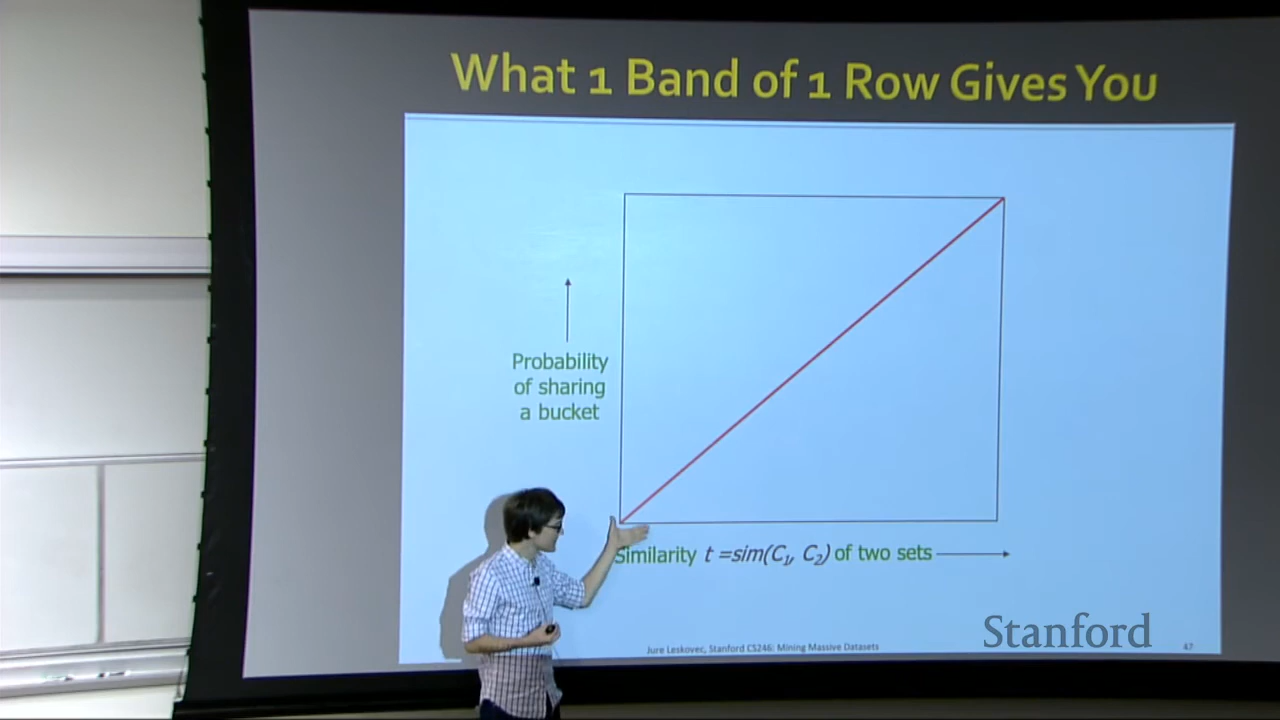 What 1 Band of 1 Row Gives You
Probability
of sharing
a bucket
Similarity t =sim(C1, C2) of two sets
Jure Leskovec, Stanford CS246: Mining Massive Datasets
Stanford
47